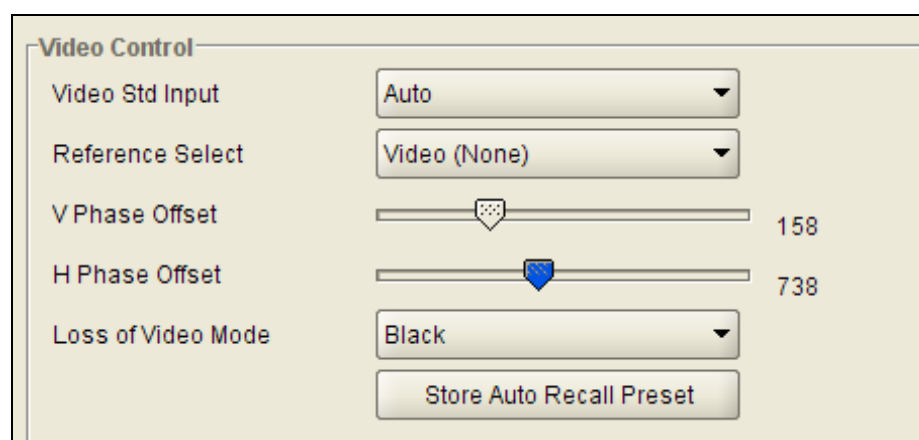 Video Control
Video Std Input Auto
Reference Select Video (None)
V Phase Offset 158
H Phase Offset 738
Loss of Video Mode Black
Store Auto Recall Preset